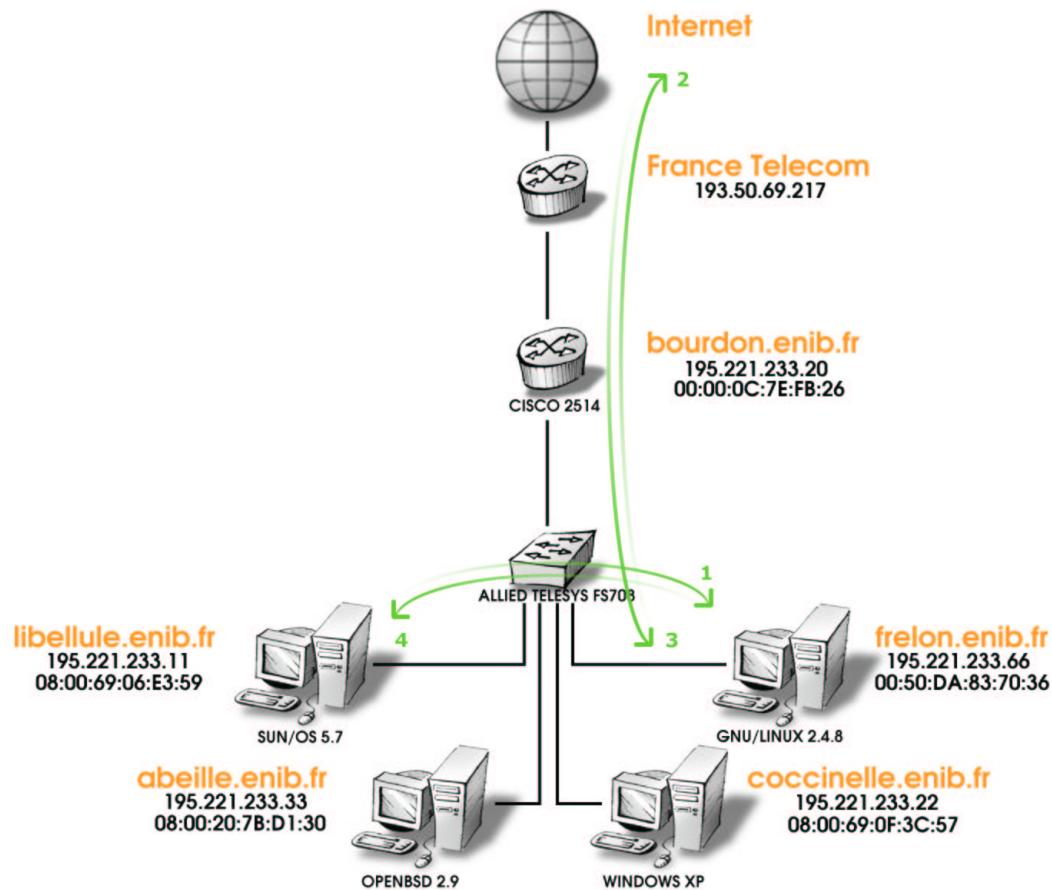 Internet
2
France Telecom
193.50.69.217
bourdon.enib.fr
195.221.233.20
00:00:0C:7E:FB:26
CISCO 2514
1
ALLIED TELESYS FS708
4
3
libellule.enib.fr
195.221.233.11
08:00:69:06:E3:59
SUN/OS 5.7
frelon.enib.fr
195.221.233.66
00:50:DA:83:70:36
GNU/LINUX 2.4.8
abeille.enib.fr
195.221.233.33
08:00:20:7B:D1:30
OPENBSD 2.9
coccinelle.enib.fr
195.221.233.22
08:00:69:0F:3C:57
WINDOWS XP